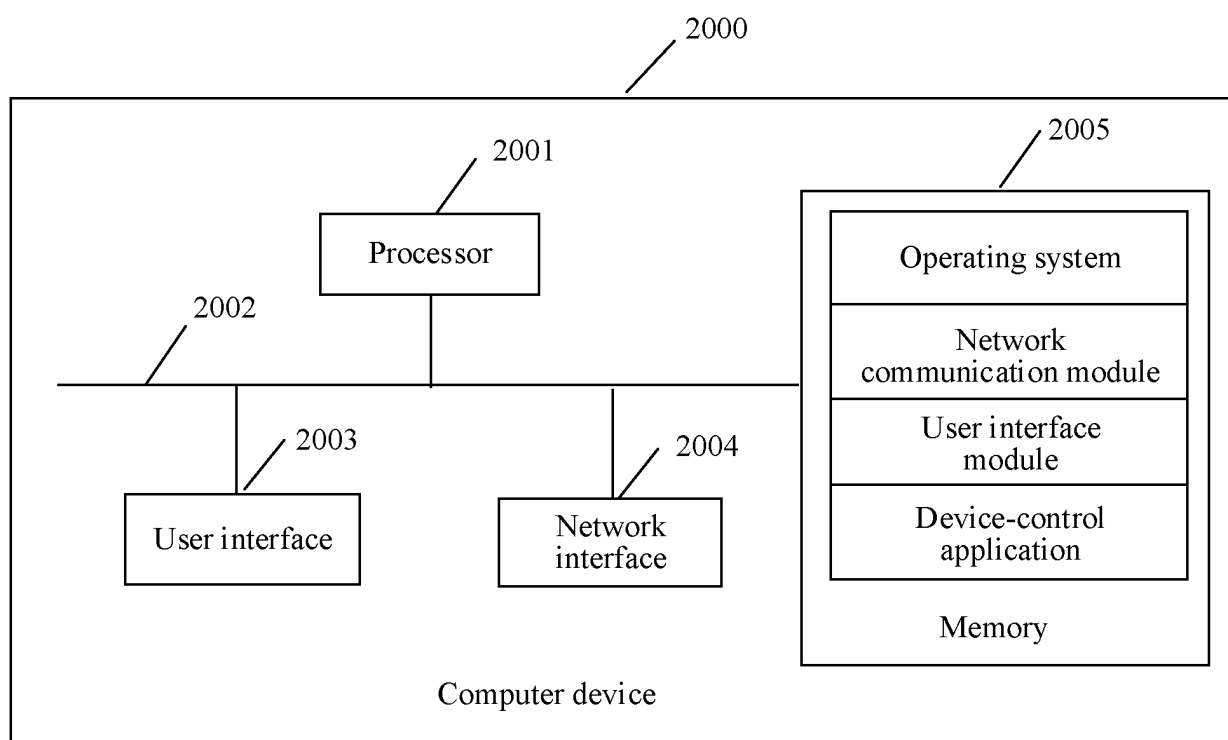 2000
2005
2001
Processor
Operating system
2002
Network
communication module
2003
2004
User interface
module
User interface
Network
interface
Device-control
application
Memory
Computer device